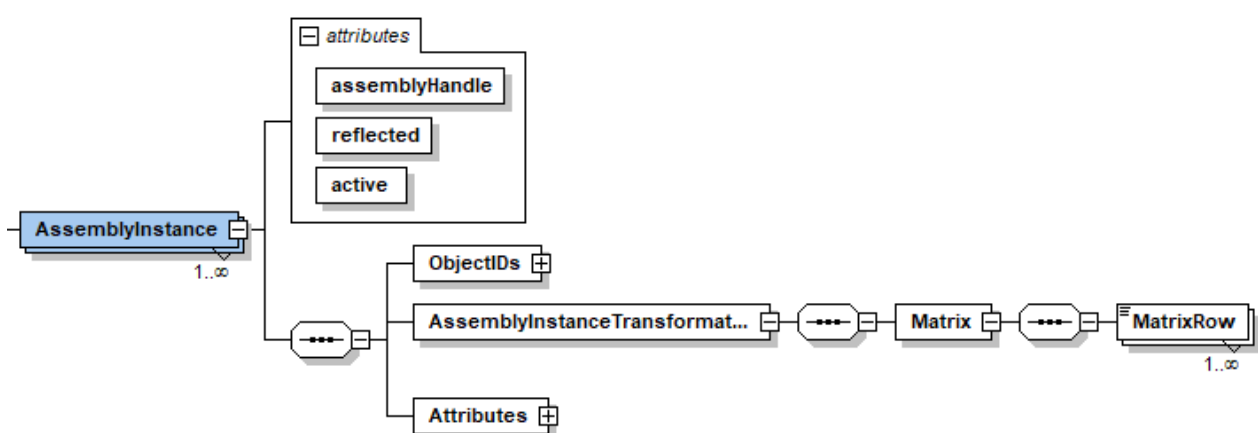 attributes
assemblyHandle
reflected
active
AssemblyInstance
1..∞
ObjectIDs
AssemblyInstanceTransformat...
Matrix
MatrixRow
1..∞
Attributes